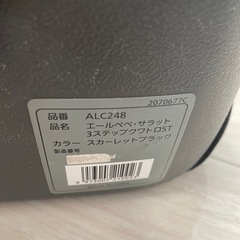 2070677C
品番 ALC248
品名 エールベベ・サラット
3ステップクワトロST
カラー スカーレットブラック
製造番号